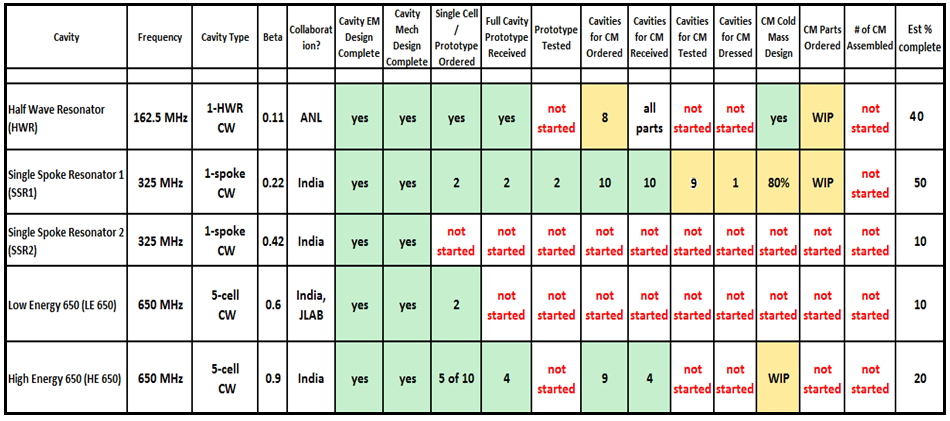 Cavity | Frequency | Cavity Type | Beta | Collaborat ion? | Cavity EM Design Complete | Cavity Mech Design Complete | Single Cell / Prototype Ordered | Full Cavity Prototype Received | Prototype Tested | Cavities for CM Ordered | Cavities for CM Received | Cavities for CM Tested | Cavities for CM Dressed | CM Cold Mass Design | CM Parts Ordered | # of CM Assembled | Est % complete
Half Wave Resonator (HWR) | 162.5 MHz | 1-HWR CW | 0.11 | ANL | yes | yes | yes | yes | not started | 8 | all parts | not started | not started | yes | WIP | not started | 40
Single Spoke Resonator 1 (SSR1) | 325 MHz | 1-spoke CW | 0.22 | India | yes | yes | 2 | 2 | 2 | 10 | 10 | 9 | 1 | 80% | WIP | not started | 50
Single Spoke Resonator 2 (SSR2) | 325 MHz | 1-spoke CW | 0.42 | India | yes | yes | not started | not started | not started | not started | not started | not started | not started | not started | not started | not started | 10
Low Energy 650 (LE 650) | 650 MHz | 5-cell CW | 0.6 | India, JLAB | yes | yes | 2 | not started | not started | not started | not started | not started | not started | not started | not started | not started | 10
High Energy 650 (HE 650) | 650 MHz | 5-cell CW | 0.9 | India | yes | yes | 5 of 10 | 4 | not started | 9 | 4 | not started | not started | WIP | not started | not started | 20